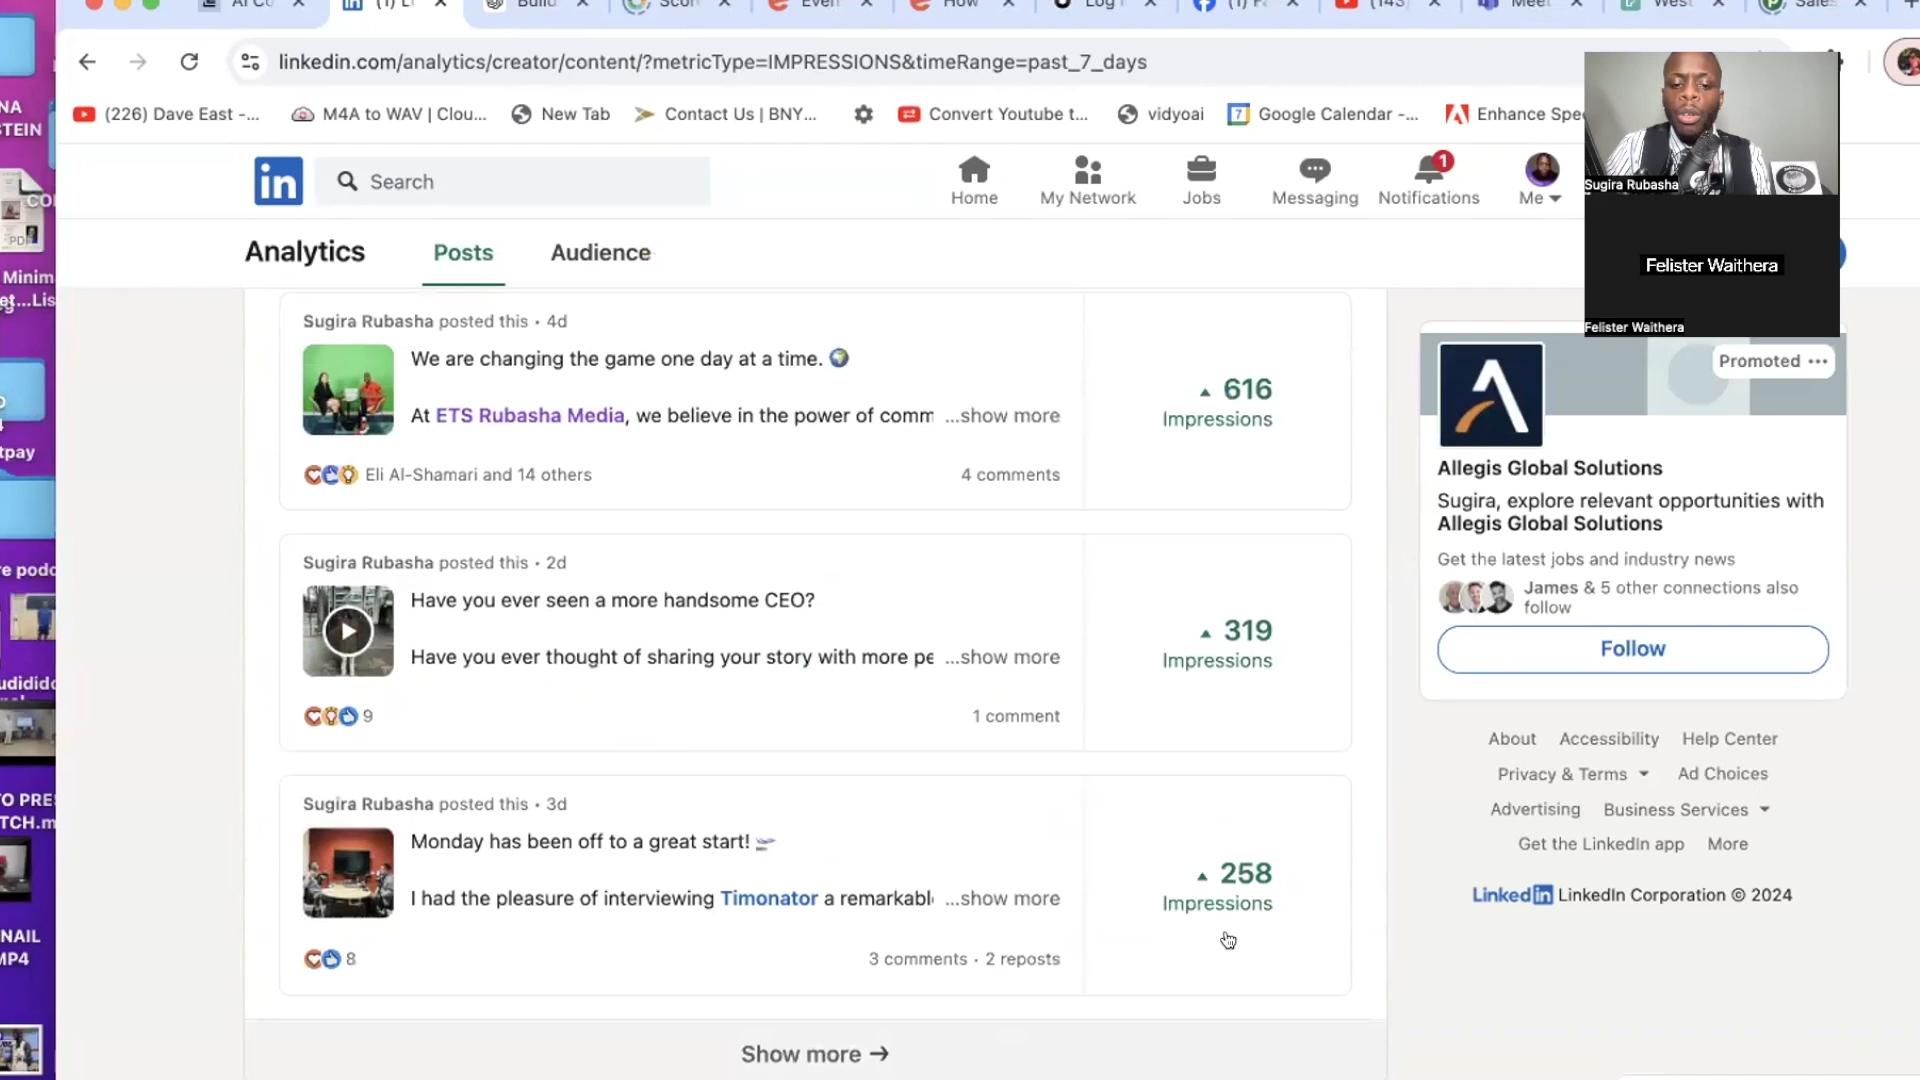 (226) Dave East -...
M4A to WAV | Clou...
New Tab
Contact Us | BNY...
Convert Youtube t...
vidyoai
Google Calendar -...
Enhance Spe
linkedin.com/analytics/creator/content/?metricType=IMPRESSIONS&timeRange=past_7_days
in
Search
Home
My Network
Jobs
Messaging
1
Notifications
Me
Sugira Rubasha
Felister Waithera
Felister Waithera
Analytics
Posts
Audience
Sugira Rubasha posted this • 4d
We are changing the game one day at a time.
At ETS Rubasha Media, we believe in the power of comm ...show more
Eli Al-Shamari and 14 others
4 comments
616
Impressions
Sugira Rubasha posted this • 2d
Have you ever seen a more handsome CEO?
Have you ever thought of sharing your story with more pe ...show more
9
1 comment
319
Impressions
Sugira Rubasha posted this • 3d
Monday has been off to a great start!
I had the pleasure of interviewing Timonator a remarkabl ...show more
8
3 comments • 2 reposts
258
Impressions
Show more →
Promoted •••
Allegis Global Solutions
Sugira, explore relevant opportunities with
Allegis Global Solutions
Get the latest jobs and industry news
James & 5 other connections also
follow
Follow
About
Accessibility
Help Center
Privacy & Terms
Ad Choices
Advertising
Business Services
Get the LinkedIn app
More
Linked in LinkedIn Corporation © 2024